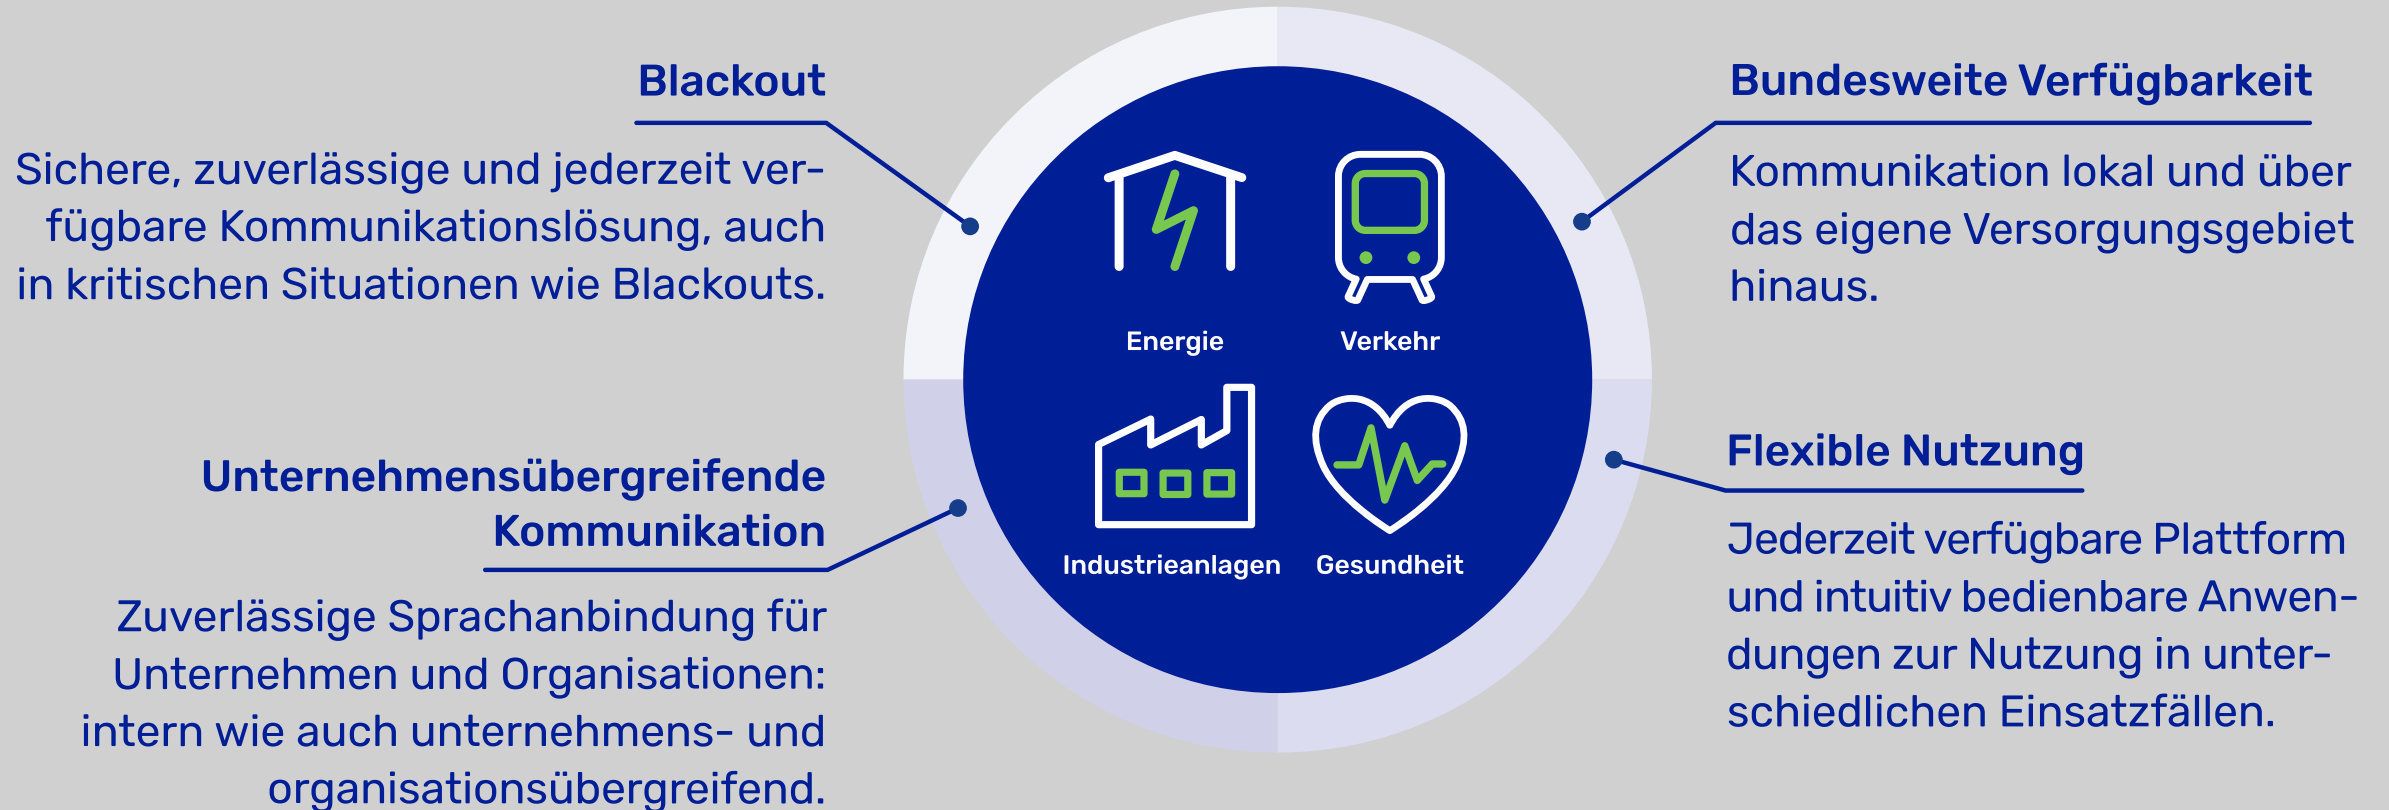 Blackout
Sichere, zuverlässige und jederzeit ver-
fügbare Kommunikationslösung, auch
in kritischen Situationen wie Blackouts.
Unternehmensübergreifende
Kommunikation
Zuverlässige Sprachanbindung für
Unternehmen und Organisationen:
intern wie auch unternehmens- und
organisationsübergreifend.
Energie
Verkehr
Industrieanlagen
Gesundheit
Bundesweite Verfügbarkeit
Kommunikation lokal und über
das eigene Versorgungsgebiet
hinaus.
Flexible Nutzung
Jederzeit verfügbare Plattform
und intuitiv bedienbare Anwen-
dungen zur Nutzung in unter-
schiedlichen Einsatzfällen.